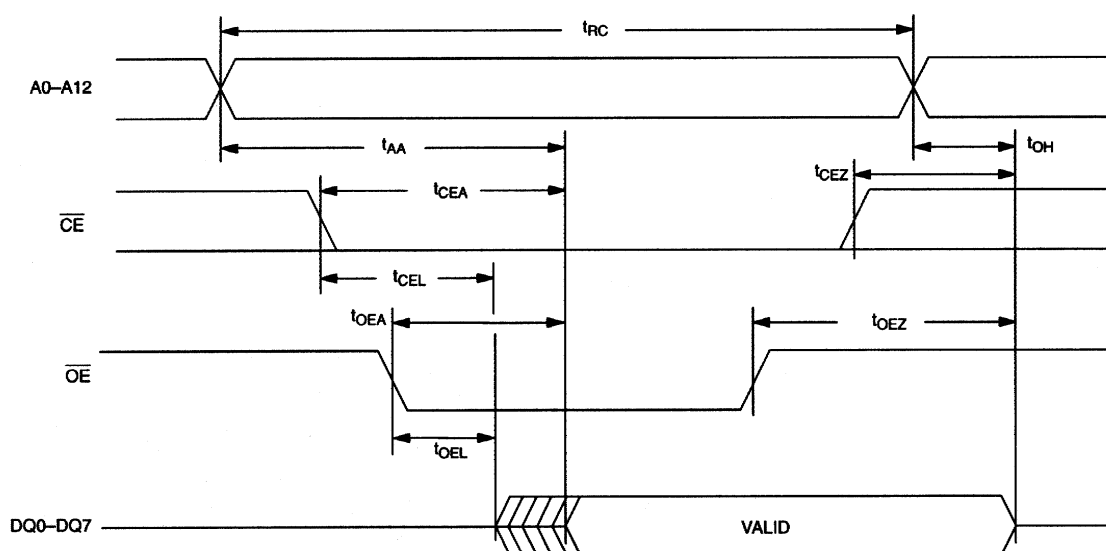 tRC
A0–A12
tAA
tOH
tCEA
tCEZ
CE
tCEL
tOEA
tOEZ
OE
tOEL
DQ0–DQ7
VALID